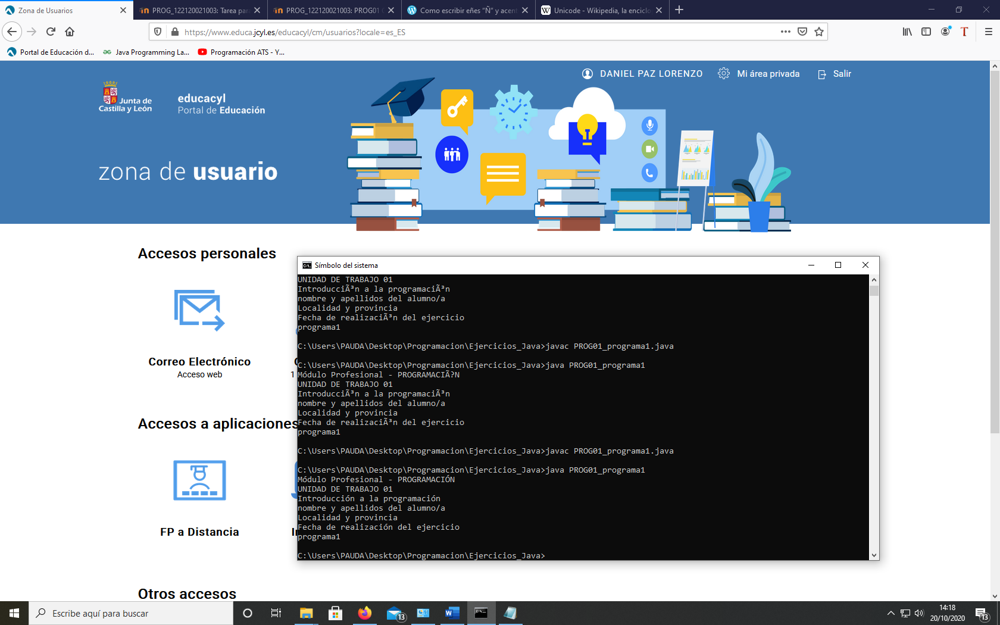 Zona de Usuarios
PROG_122120021003: Tarea par
PROG_122120021003: PROG01
Como escribir eñes “Ñ” y acent
Unicode - Wikipedia, la enciclo
https://www.educa.jcyl.es/educacyl/cm/usuarios?locale=es_ES
Portal de Educación d...
Java Programming La...
Programación ATS - Y...
DANIEL PAZ LORENZO
Mi área privada
Salir
Junta de
Castilla y León
educacyl
Portal de Educación
zona de usuario
Accesos personales
Correo Electrónico
Acceso web
Accesos a aplicaciones
FP a Distancia
Otros accesos
Símbolo del sistema
UNIDAD DE TRABAJO 01
IntroducciÃ³n a la programaciÃ³n
nombre y apellidos del alumno/a
Localidad y provincia
Fecha de realizaciÃ³n del ejercicio
programa1
C:\Users\PAUDA\Desktop\Programacion\Ejercicios_Java>javac PROG01_programa1.java
C:\Users\PAUDA\Desktop\Programacion\Ejercicios_Java>java PROG01_programa1
Módulo Profesional - PROGRAMACIÃ?N
UNIDAD DE TRABAJO 01
IntroducciÃ³n a la programaciÃ³n
nombre y apellidos del alumno/a
Localidad y provincia
Fecha de realizaciÃ³n del ejercicio
programa1
C:\Users\PAUDA\Desktop\Programacion\Ejercicios_Java>javac PROG01_programa1.java
C:\Users\PAUDA\Desktop\Programacion\Ejercicios_Java>java PROG01_programa1
Módulo Profesional - PROGRAMACIÓN
UNIDAD DE TRABAJO 01
Introducción a la programación
nombre y apellidos del alumno/a
Localidad y provincia
Fecha de realización del ejercicio
programa1
C:\Users\PAUDA\Desktop\Programacion\Ejercicios_Java>
Escribe aquí para buscar
13
14:18
20/10/2020
13